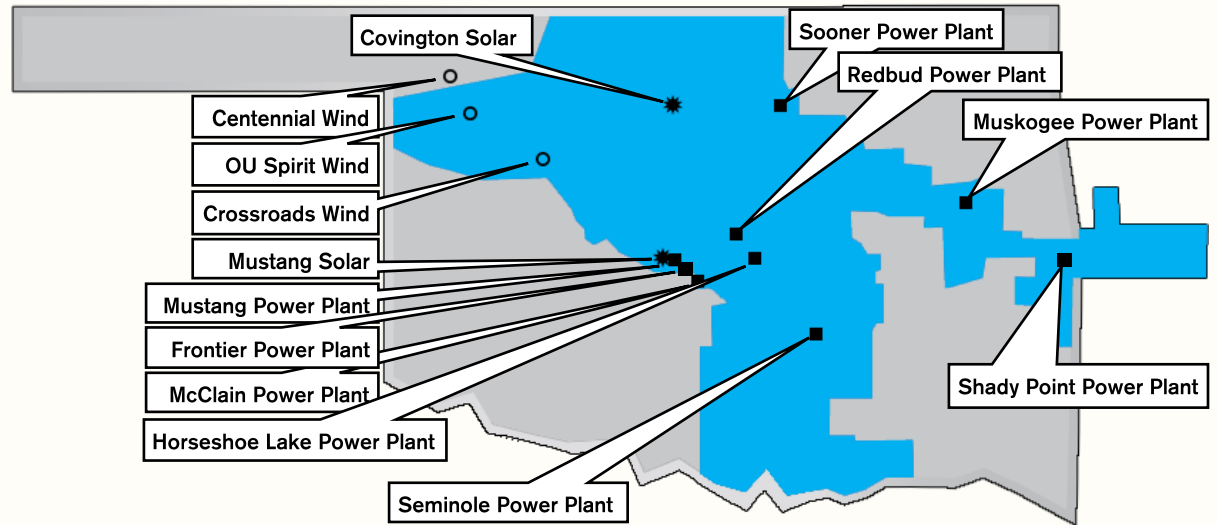 Covington Solar
Sooner Power Plant
Redbud Power Plant
Centennial Wind
Muskogee Power Plant
OU Spirit Wind
Crossroads Wind
Mustang Solar
Mustang Power Plant
Frontier Power Plant
McClain Power Plant
Shady Point Power Plant
Horseshoe Lake Power Plant
Seminole Power Plant